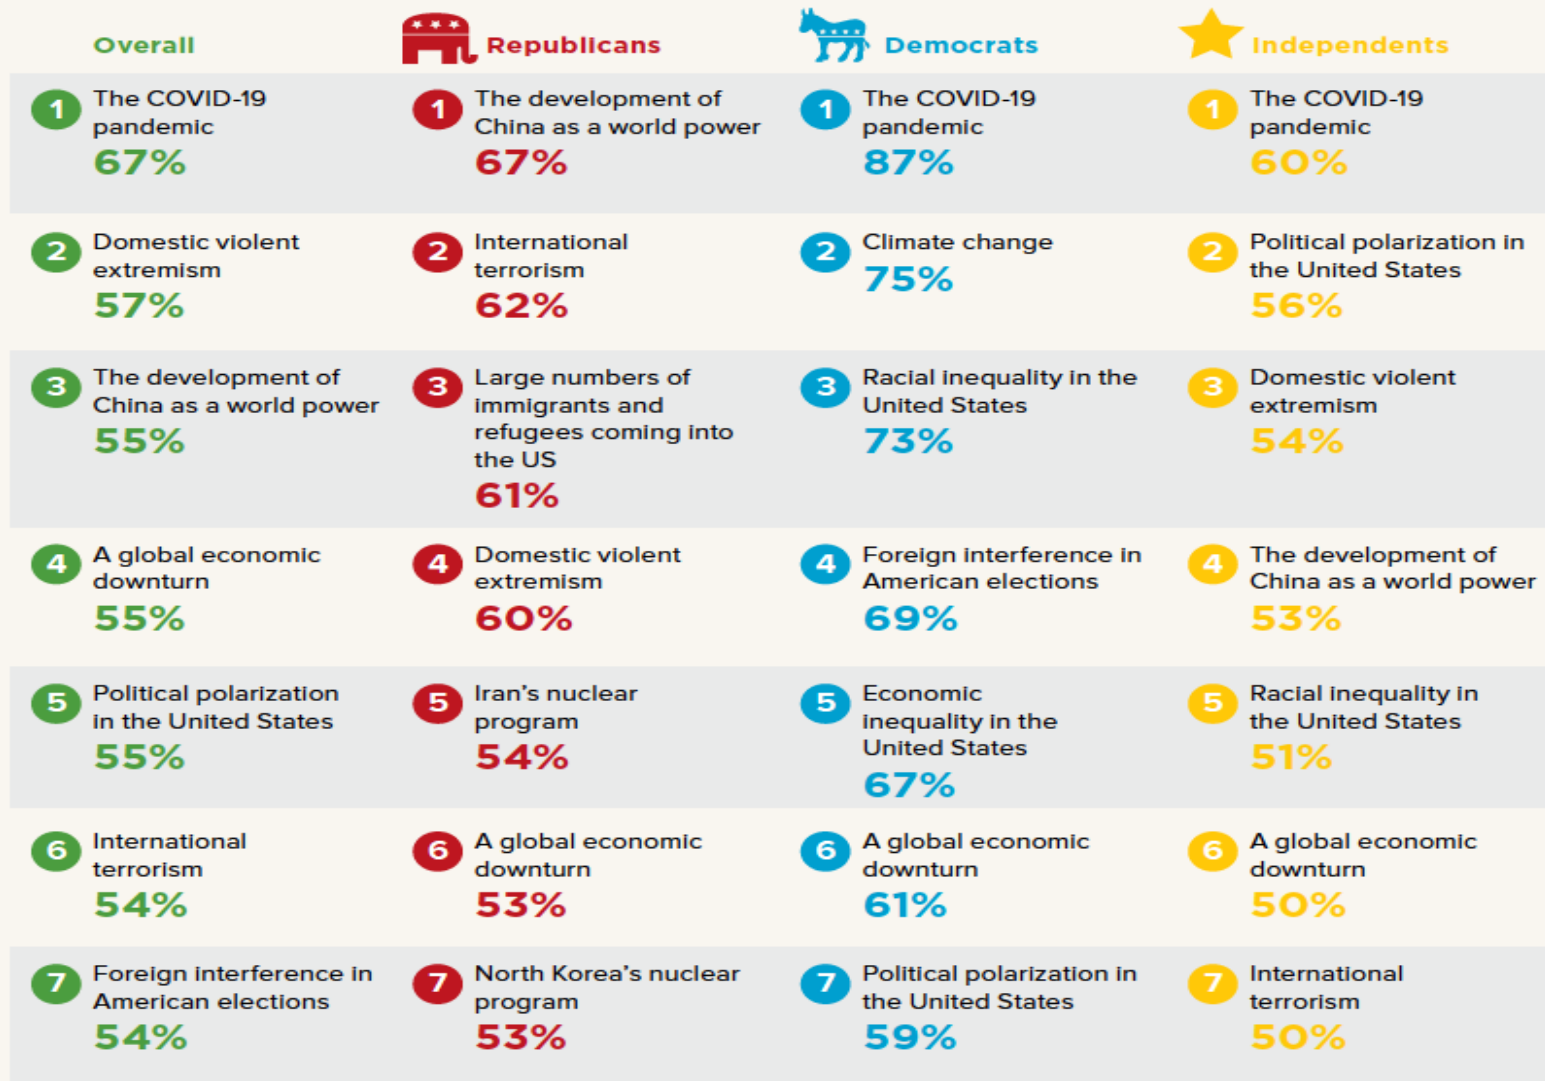 Overall
Republicans
Democrats
Independents
1
The COVID-19
pandemic
67%
1
The development of
China as a world power
67%
1
The COVID-19
pandemic
87%
1
The COVID-19
pandemic
60%
2
Domestic violent
extremism
57%
2
International
terrorism
62%
2
Climate change
75%
2
Political polarization in
the United States
56%
3
The development of
China as a world power
55%
3
Large numbers of
immigrants and
refugees coming into
the US
61%
3
Racial inequality in the
United States
73%
3
Domestic violent
extremism
54%
4
A global economic
downturn
55%
4
Domestic violent
extremism
60%
4
Foreign interference in
American elections
69%
4
The development of
China as a world power
53%
5
Political polarization
in the United States
55%
5
Iran’s nuclear
program
54%
5
Economic
inequality in the
United States
67%
5
Racial inequality in
the United States
51%
6
International
terrorism
54%
6
A global economic
downturn
53%
6
A global economic
downturn
61%
6
A global economic
downturn
50%
7
Foreign interference in
American elections
54%
7
North Korea’s nuclear
program
53%
7
Political polarization in
the United States
59%
7
International
terrorism
50%